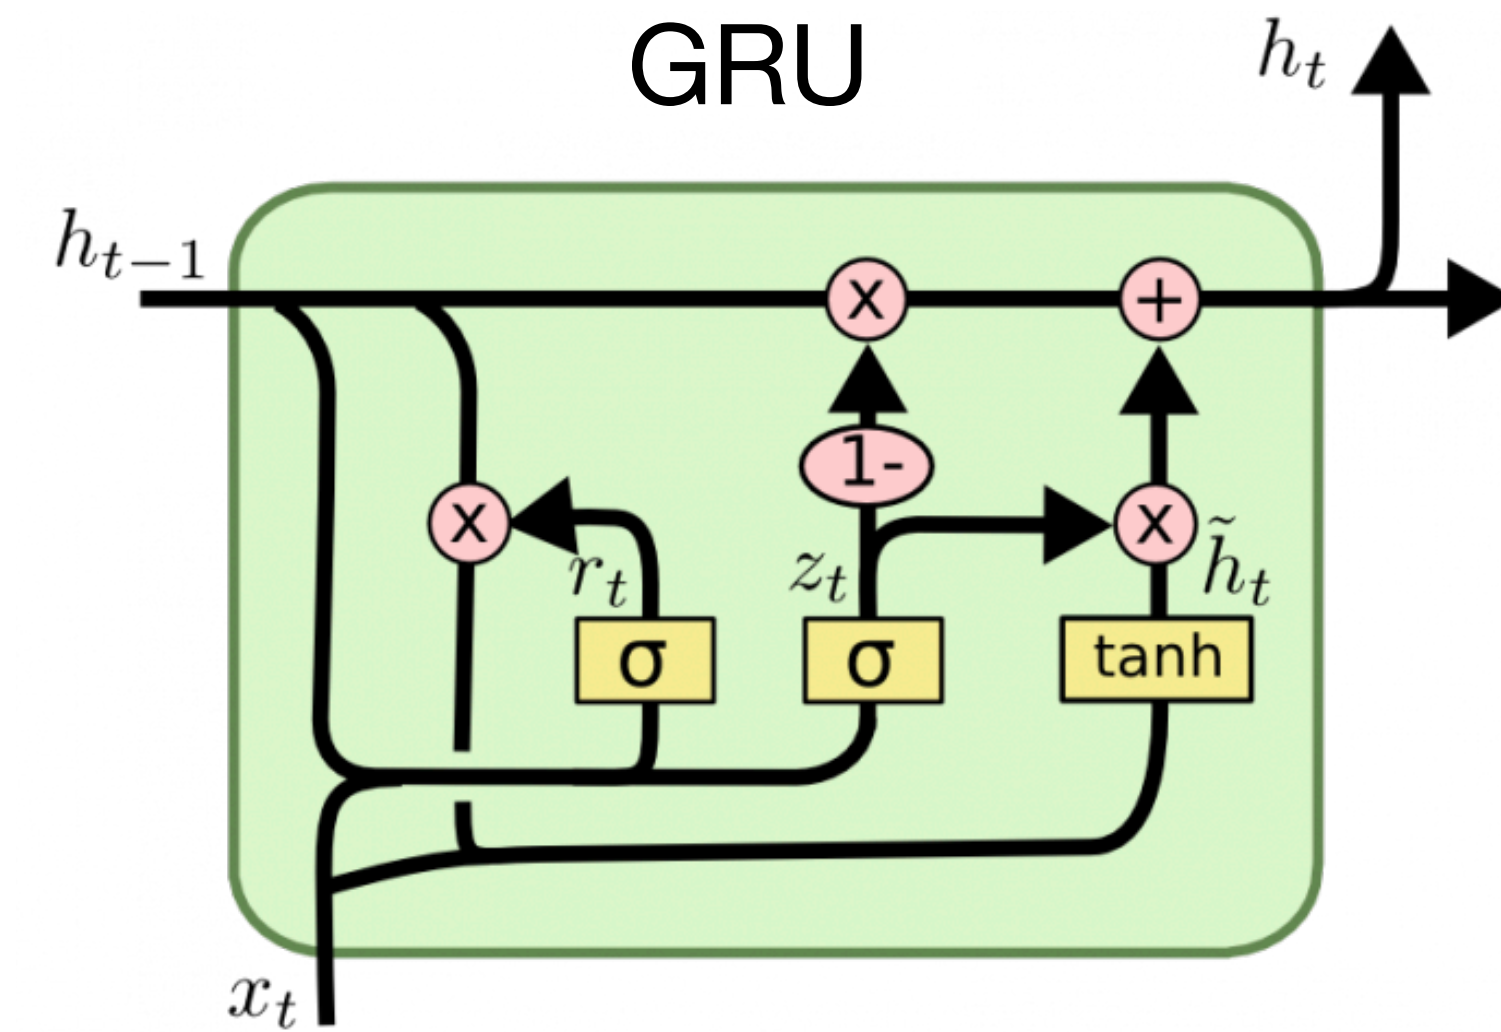 GRU
h_t
h_{t-1}
x
+
1-
x
r_t
z_t
x
h̃_t
σ
σ
tanh
x_t